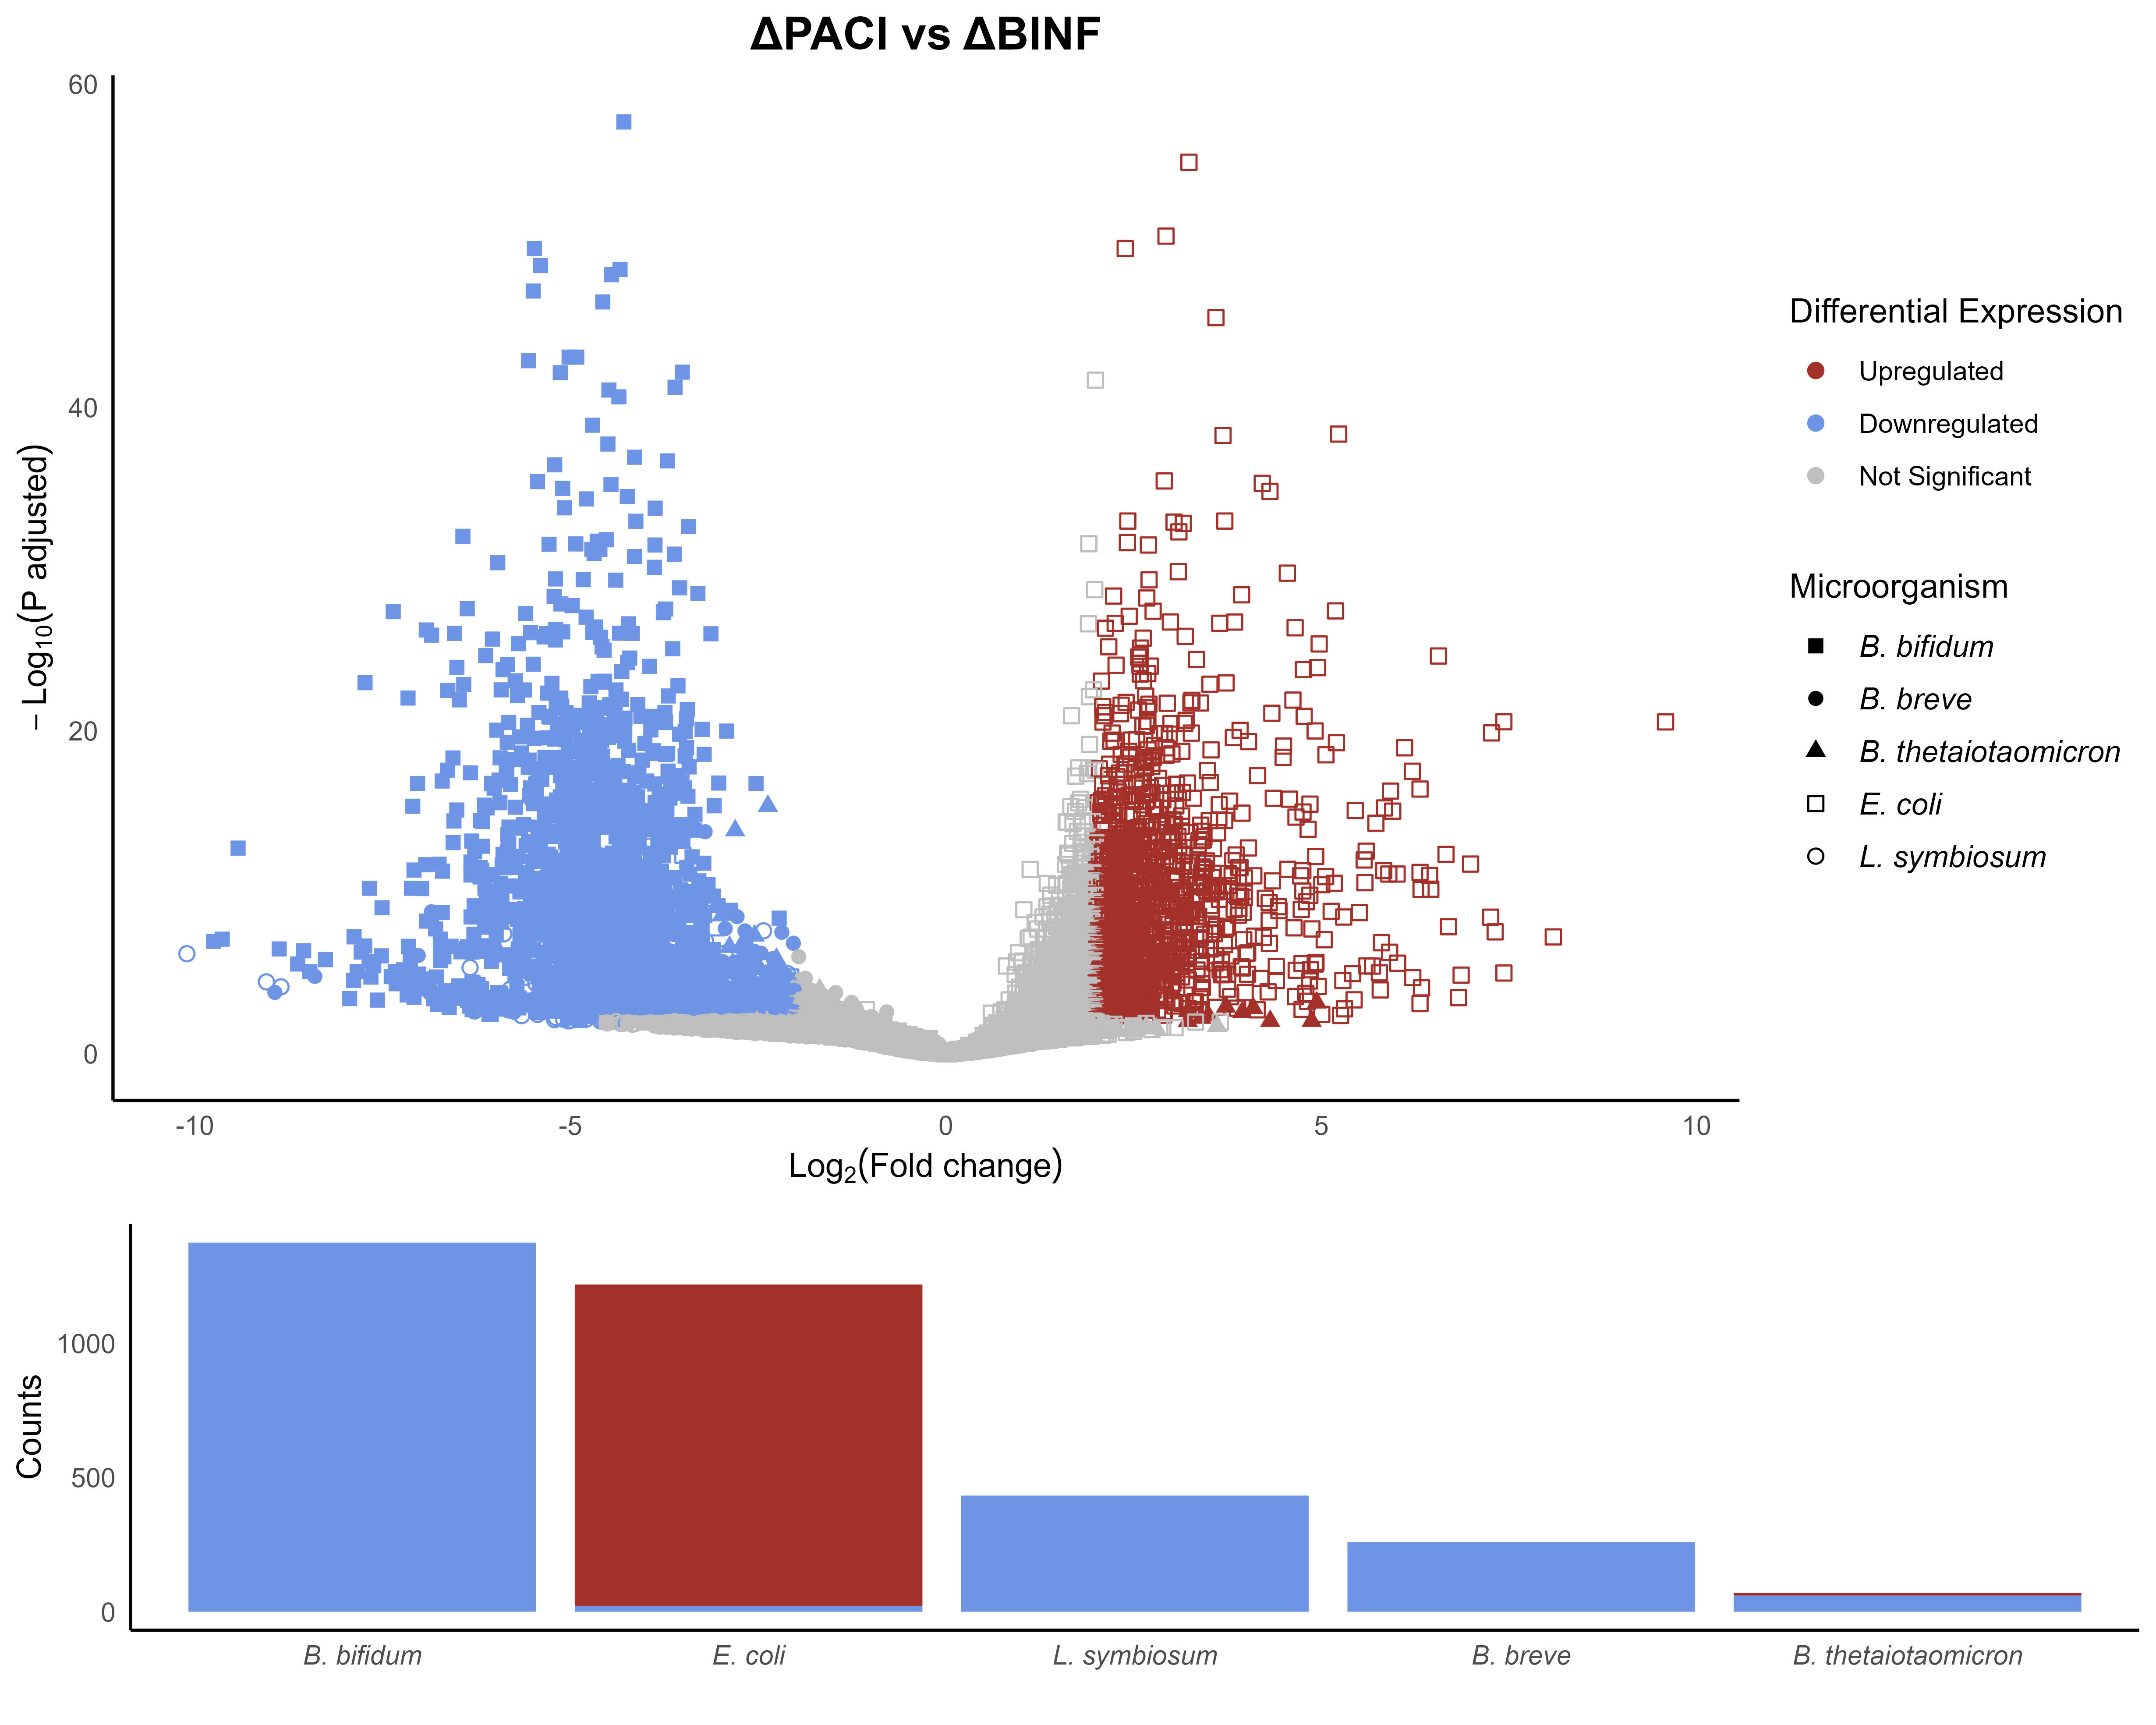 ΔPACI vs ΔBINF
60
40
20
0
– Log10(P adjusted)
-10 -5 0 5 10
Log2(Fold change)
Differential Expression
Upregulated
Downregulated
Not Significant
Microorganism
B. bifidum
B. breve
B. thetaiotaomicron
E. coli
L. symbiosum
1000
500
0
Counts
B. bifidum E. coli L. symbiosum B. breve B. thetaiotaomicron